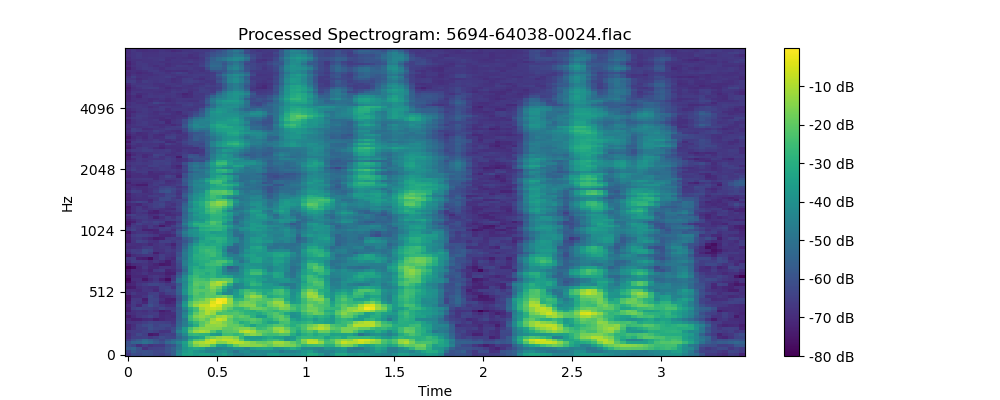 Processed Spectrogram: 5694-64038-0024.flac
4096
2048
1024
512
0
Hz
0 0.5 1 1.5 2 2.5 3
Time
-10 dB
-20 dB
-30 dB
-40 dB
-50 dB
-60 dB
-70 dB
-80 dB